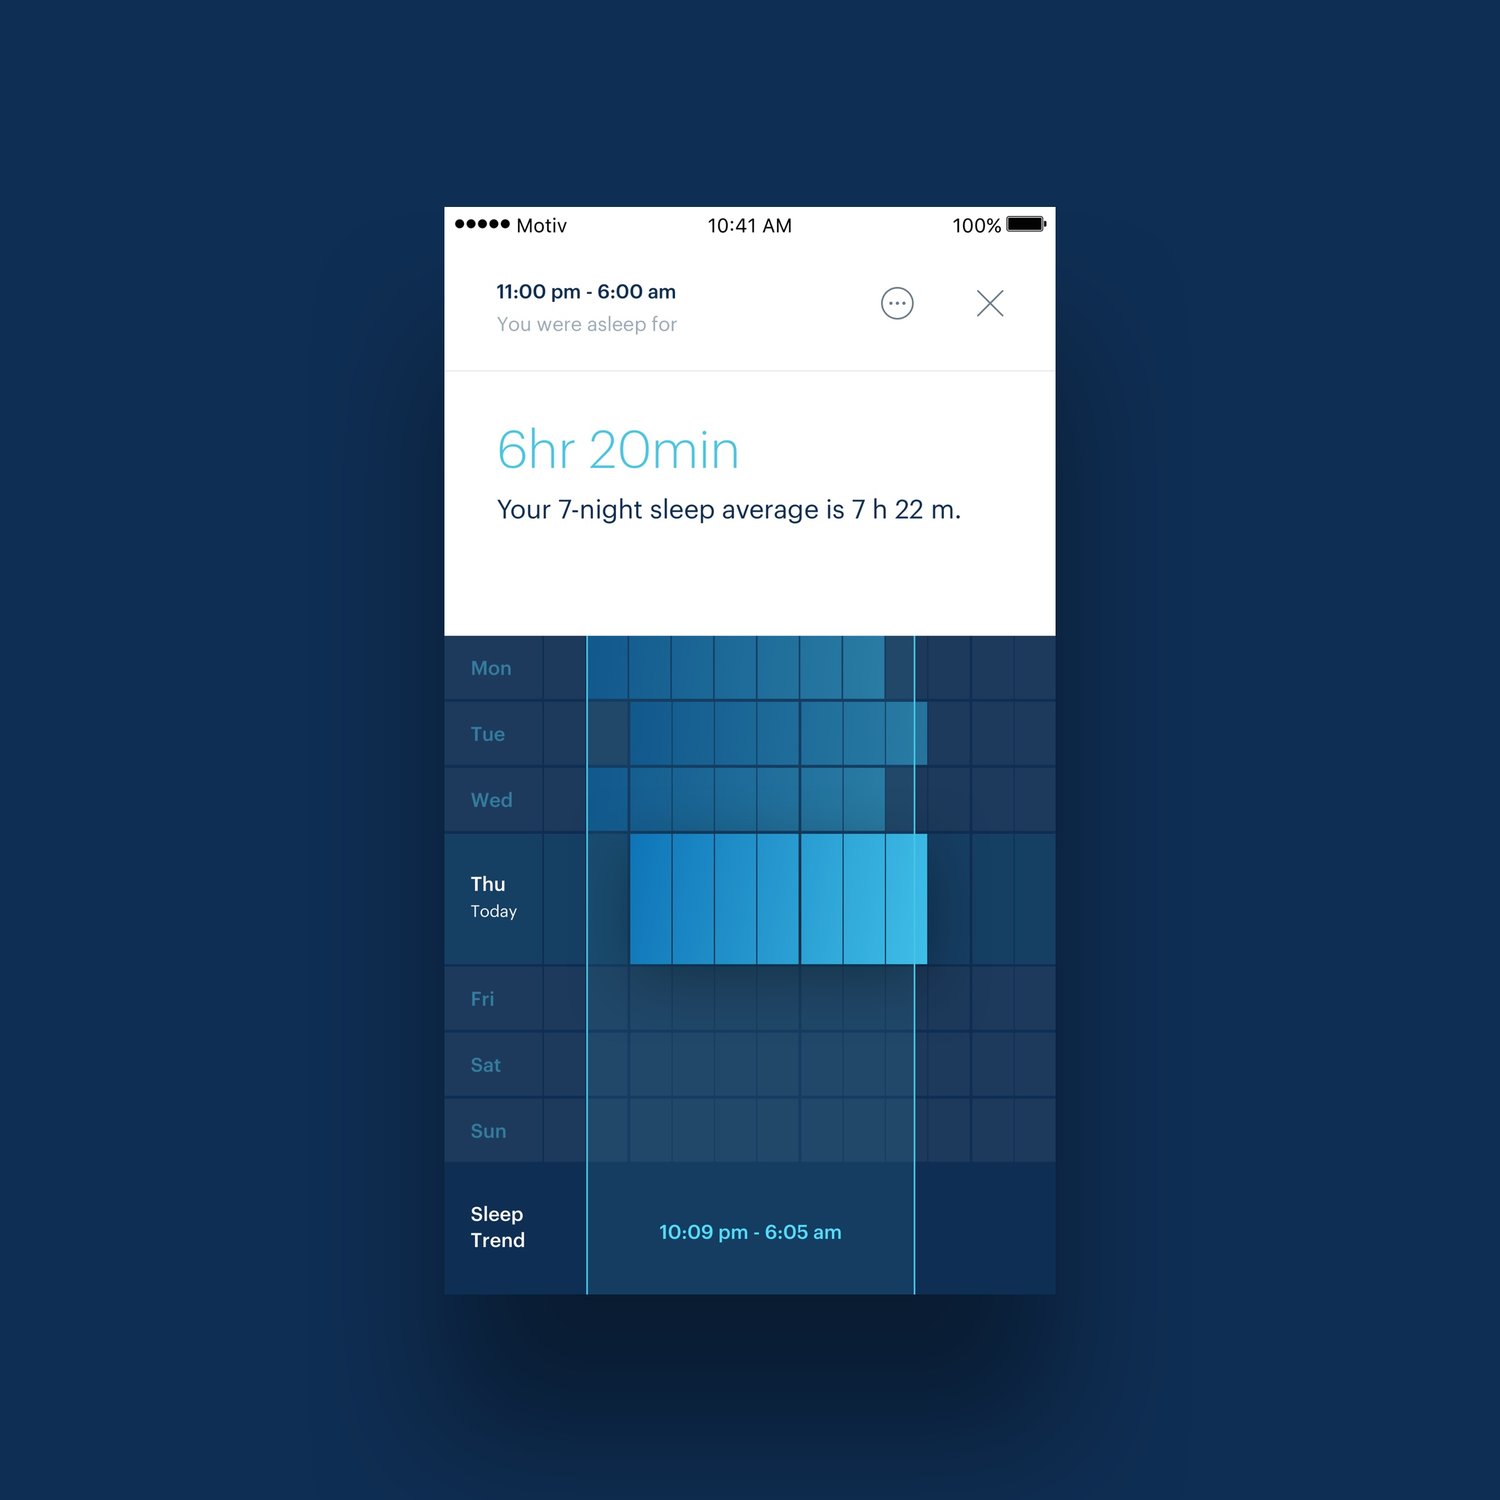 Motiv 10:41 AM 100%
11:00 pm - 6:00 am
You were asleep for
6hr 20min
Your 7-night sleep average is 7 h 22 m.
Mon
Tue
Wed
Thu
Today
Fri
Sat
Sun
Sleep
Trend
10:09 pm - 6:05 am